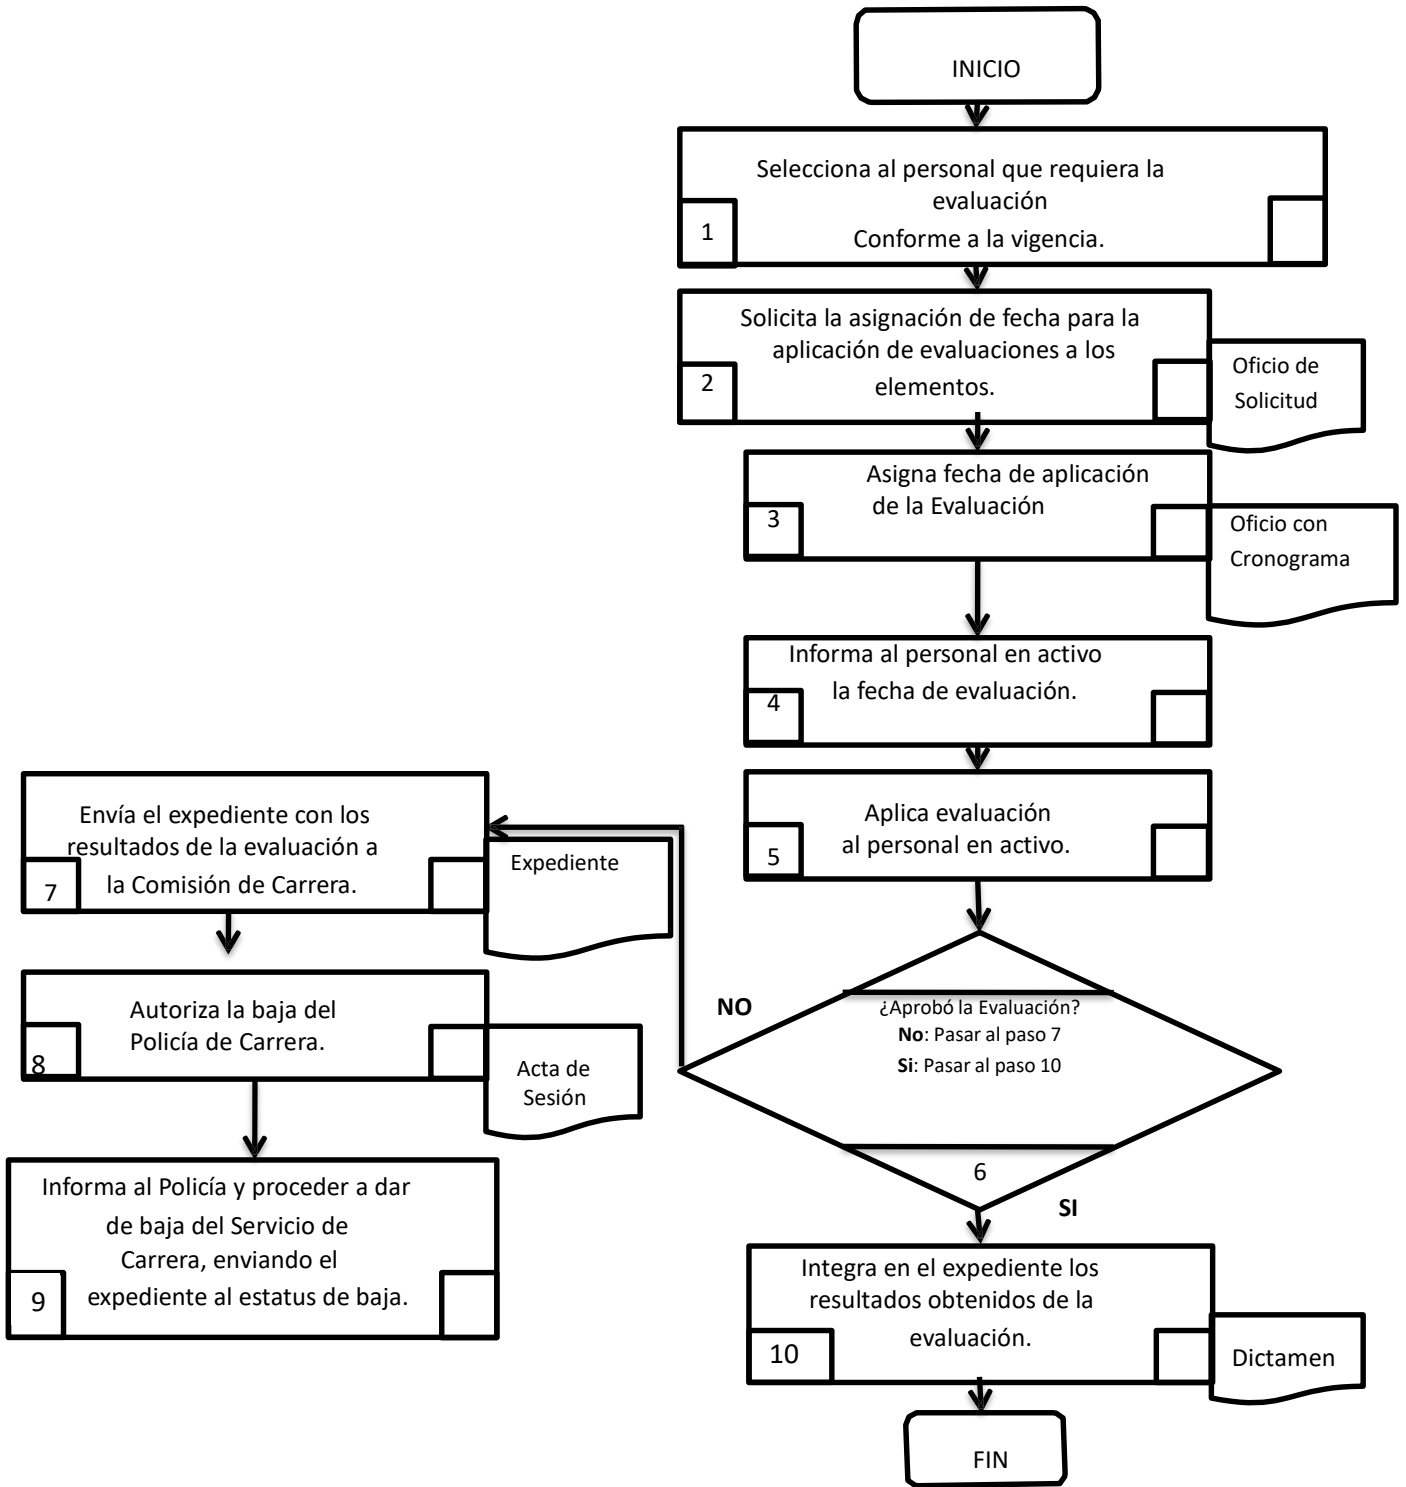 INICIO
Selecciona al personal que requiera la
evaluación
Conforme a la vigencia.
1
Solicita la asignación de fecha para la
aplicación de evaluaciones a los
elementos.
2
Oficio de
Solicitud
Asigna fecha de aplicación
de la Evaluación
3
Oficio con
Cronograma
Informa al personal en activo
la fecha de evaluación.
4
Aplica evaluación
al personal en activo.
5
¿Aprobó la Evaluación?
No: Pasar al paso 7
Si: Pasar al paso 10
6
NO
SI
Envía el expediente con los
resultados de la evaluación a
la Comisión de Carrera.
7
Expediente
Autoriza la baja del
Policía de Carrera.
8
Acta de
Sesión
Informa al Policía y proceder a dar
de baja del Servicio de
Carrera, enviando el
expediente al estatus de baja.
9
Integra en el expediente los
resultados obtenidos de la
evaluación.
10
Dictamen
FIN